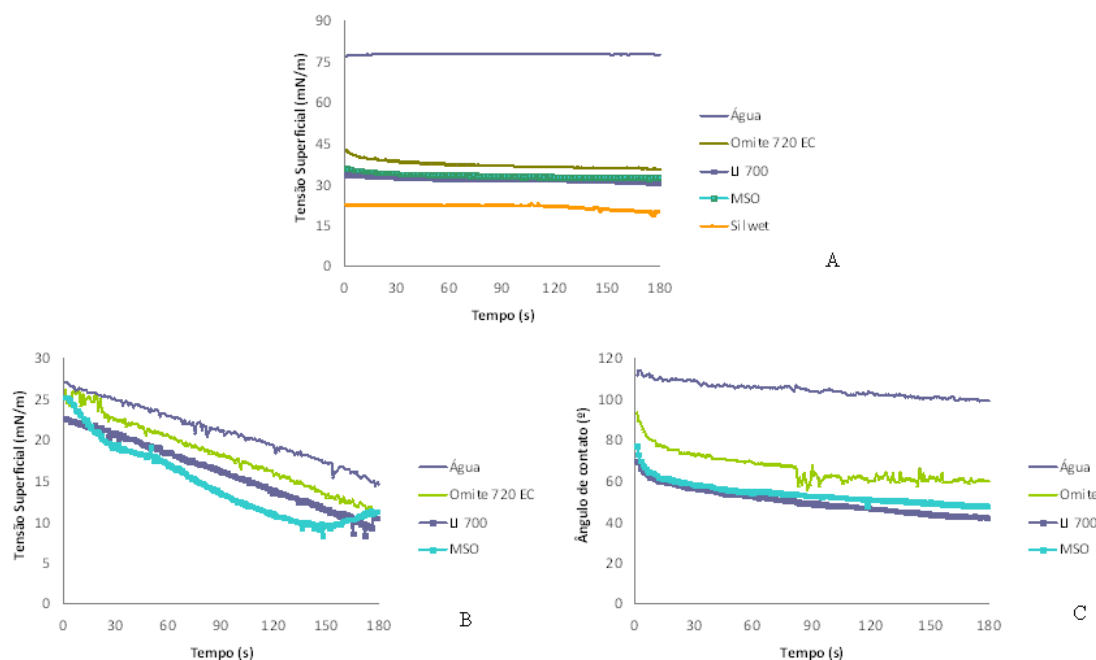 Tensão Superficial (mN/m)
90
75
60
45
30
15
0
0 30 60 90 120 150 180
Tempo (s)
Água
Omite 720 EC
LI 700
MSO
Silwet
A
Tensão Superficial (mN/m)
30
25
20
15
10
5
0
0 30 60 90 120 150 180
Tempo (s)
Água
Omite 720 EC
LI 700
MSO
B
Ângulo de contato (º)
120
100
80
60
40
20
0
0 30 60 90 120 150 180
Tempo (s)
Água
Omite
LI 700
MSO
C